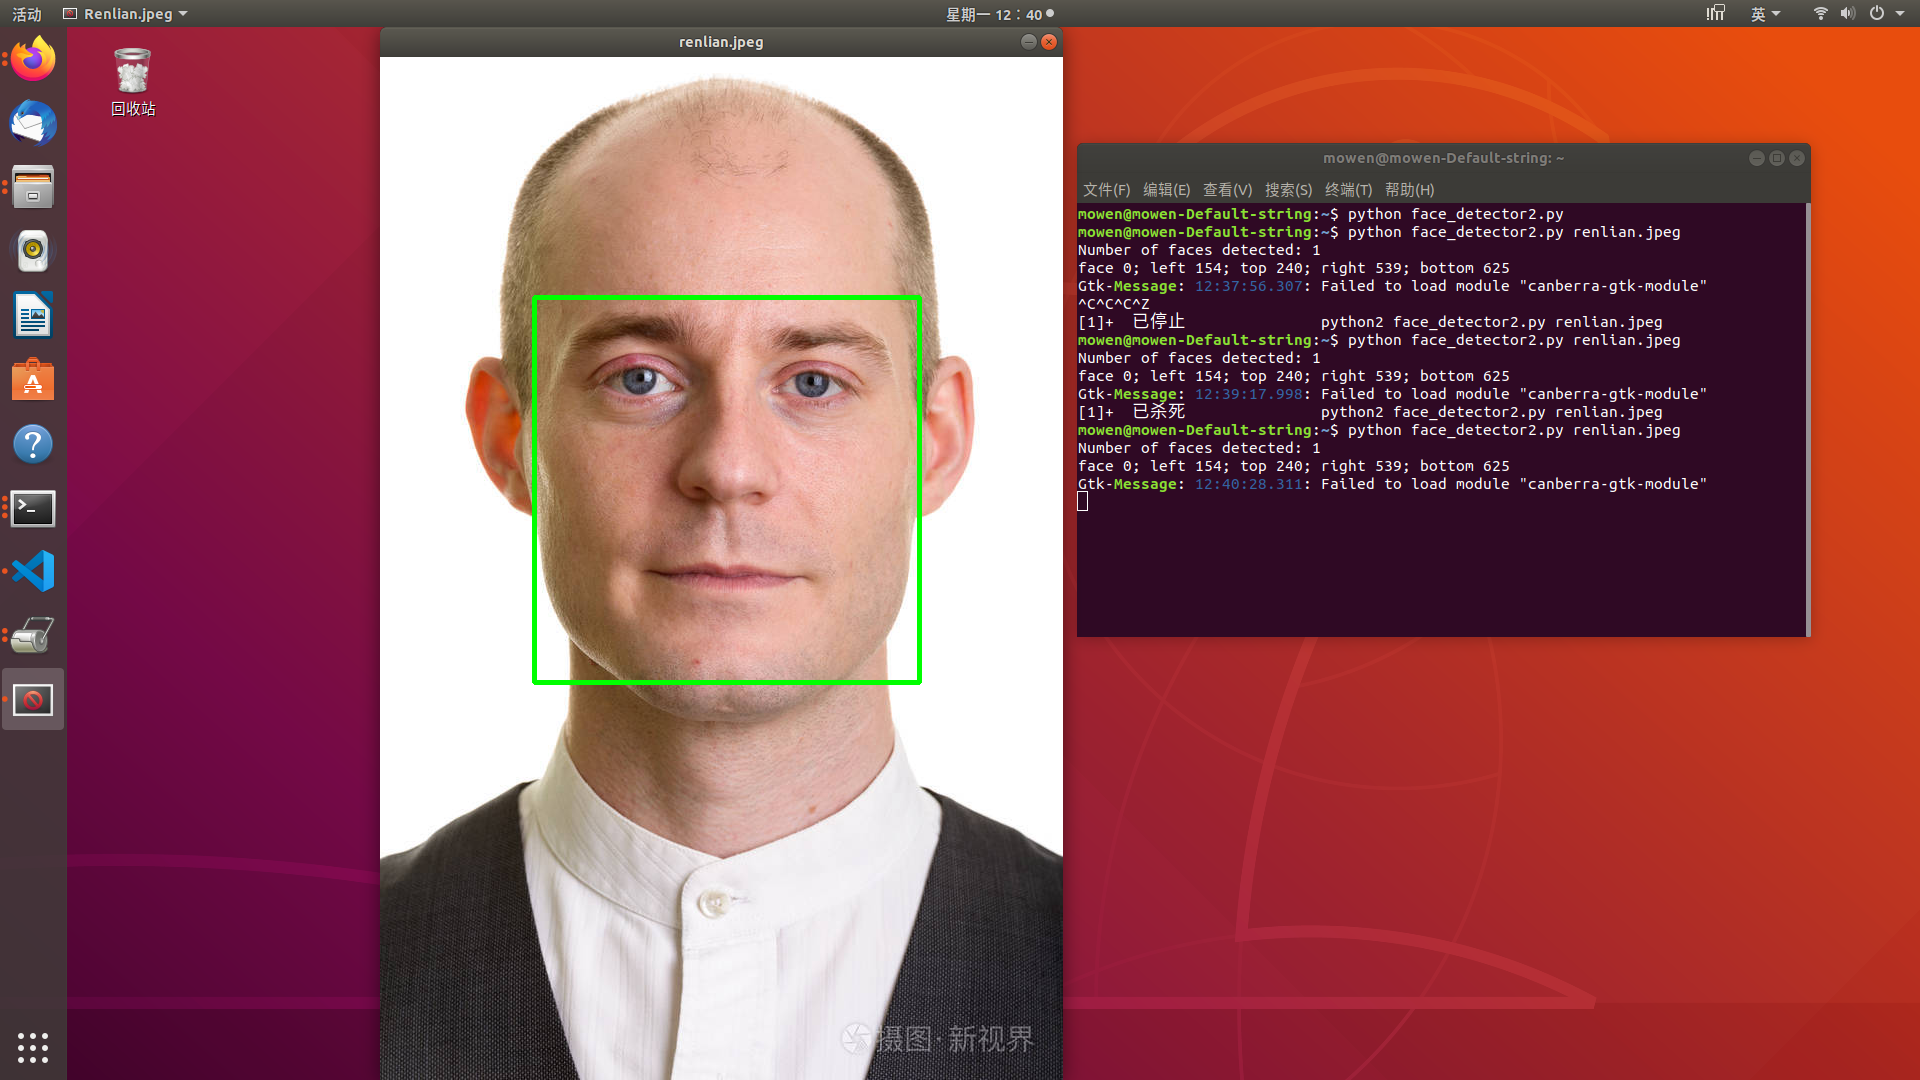 活动
Renlian.jpeg
星期一 12：40
英
回收站
renlian.jpeg
摄图·新视界
mowen@mowen-Default-string: ~
文件(F) 编辑(E) 查看(V) 搜索(S) 终端(T) 帮助(H)
mowen@mowen-Default-string:~$ python face_detector2.py
mowen@mowen-Default-string:~$ python face_detector2.py renlian.jpeg
Number of faces detected: 1
face 0; left 154; top 240; right 539; bottom 625
Gtk-Message: 12:37:56.307: Failed to load module "canberra-gtk-module"
^C^C^C^Z
[1]+  已停止               python2 face_detector2.py renlian.jpeg
mowen@mowen-Default-string:~$ python face_detector2.py renlian.jpeg
Number of faces detected: 1
face 0; left 154; top 240; right 539; bottom 625
Gtk-Message: 12:39:17.998: Failed to load module "canberra-gtk-module"
[1]+  已杀死               python2 face_detector2.py renlian.jpeg
mowen@mowen-Default-string:~$ python face_detector2.py renlian.jpeg
Number of faces detected: 1
face 0; left 154; top 240; right 539; bottom 625
Gtk-Message: 12:40:28.311: Failed to load module "canberra-gtk-module"